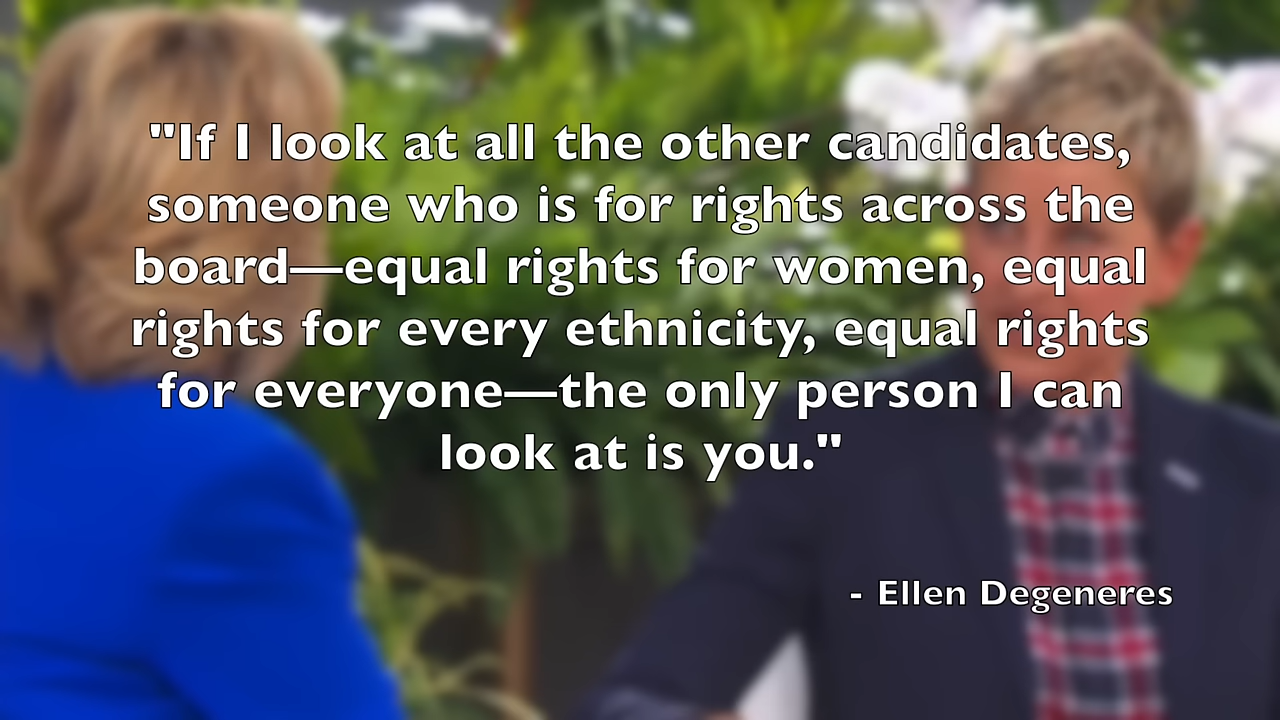 "If I look at all the other candidates,
someone who is for rights across the
board—equal rights for women, equal
rights for every ethnicity, equal rights
for everyone—the only person I can
look at is you."
- Ellen Degeneres